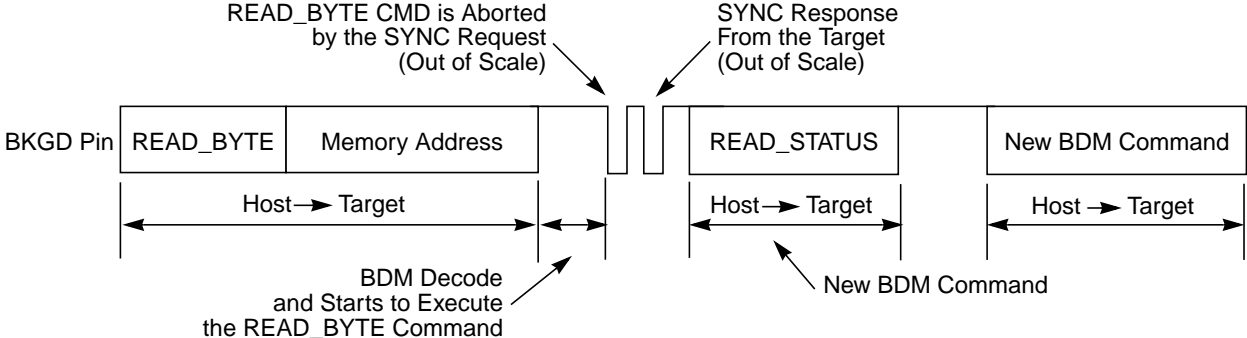 READ_BYTE CMD is Aborted
by the SYNC Request
(Out of Scale)
SYNC Response
From the Target
(Out of Scale)
BKGD Pin
READ_BYTE
Memory Address
READ_STATUS
New BDM Command
Host Target
Host Target
Host Target
BDM Decode
and Starts to Execute
the READ_BYTE Command
New BDM Command